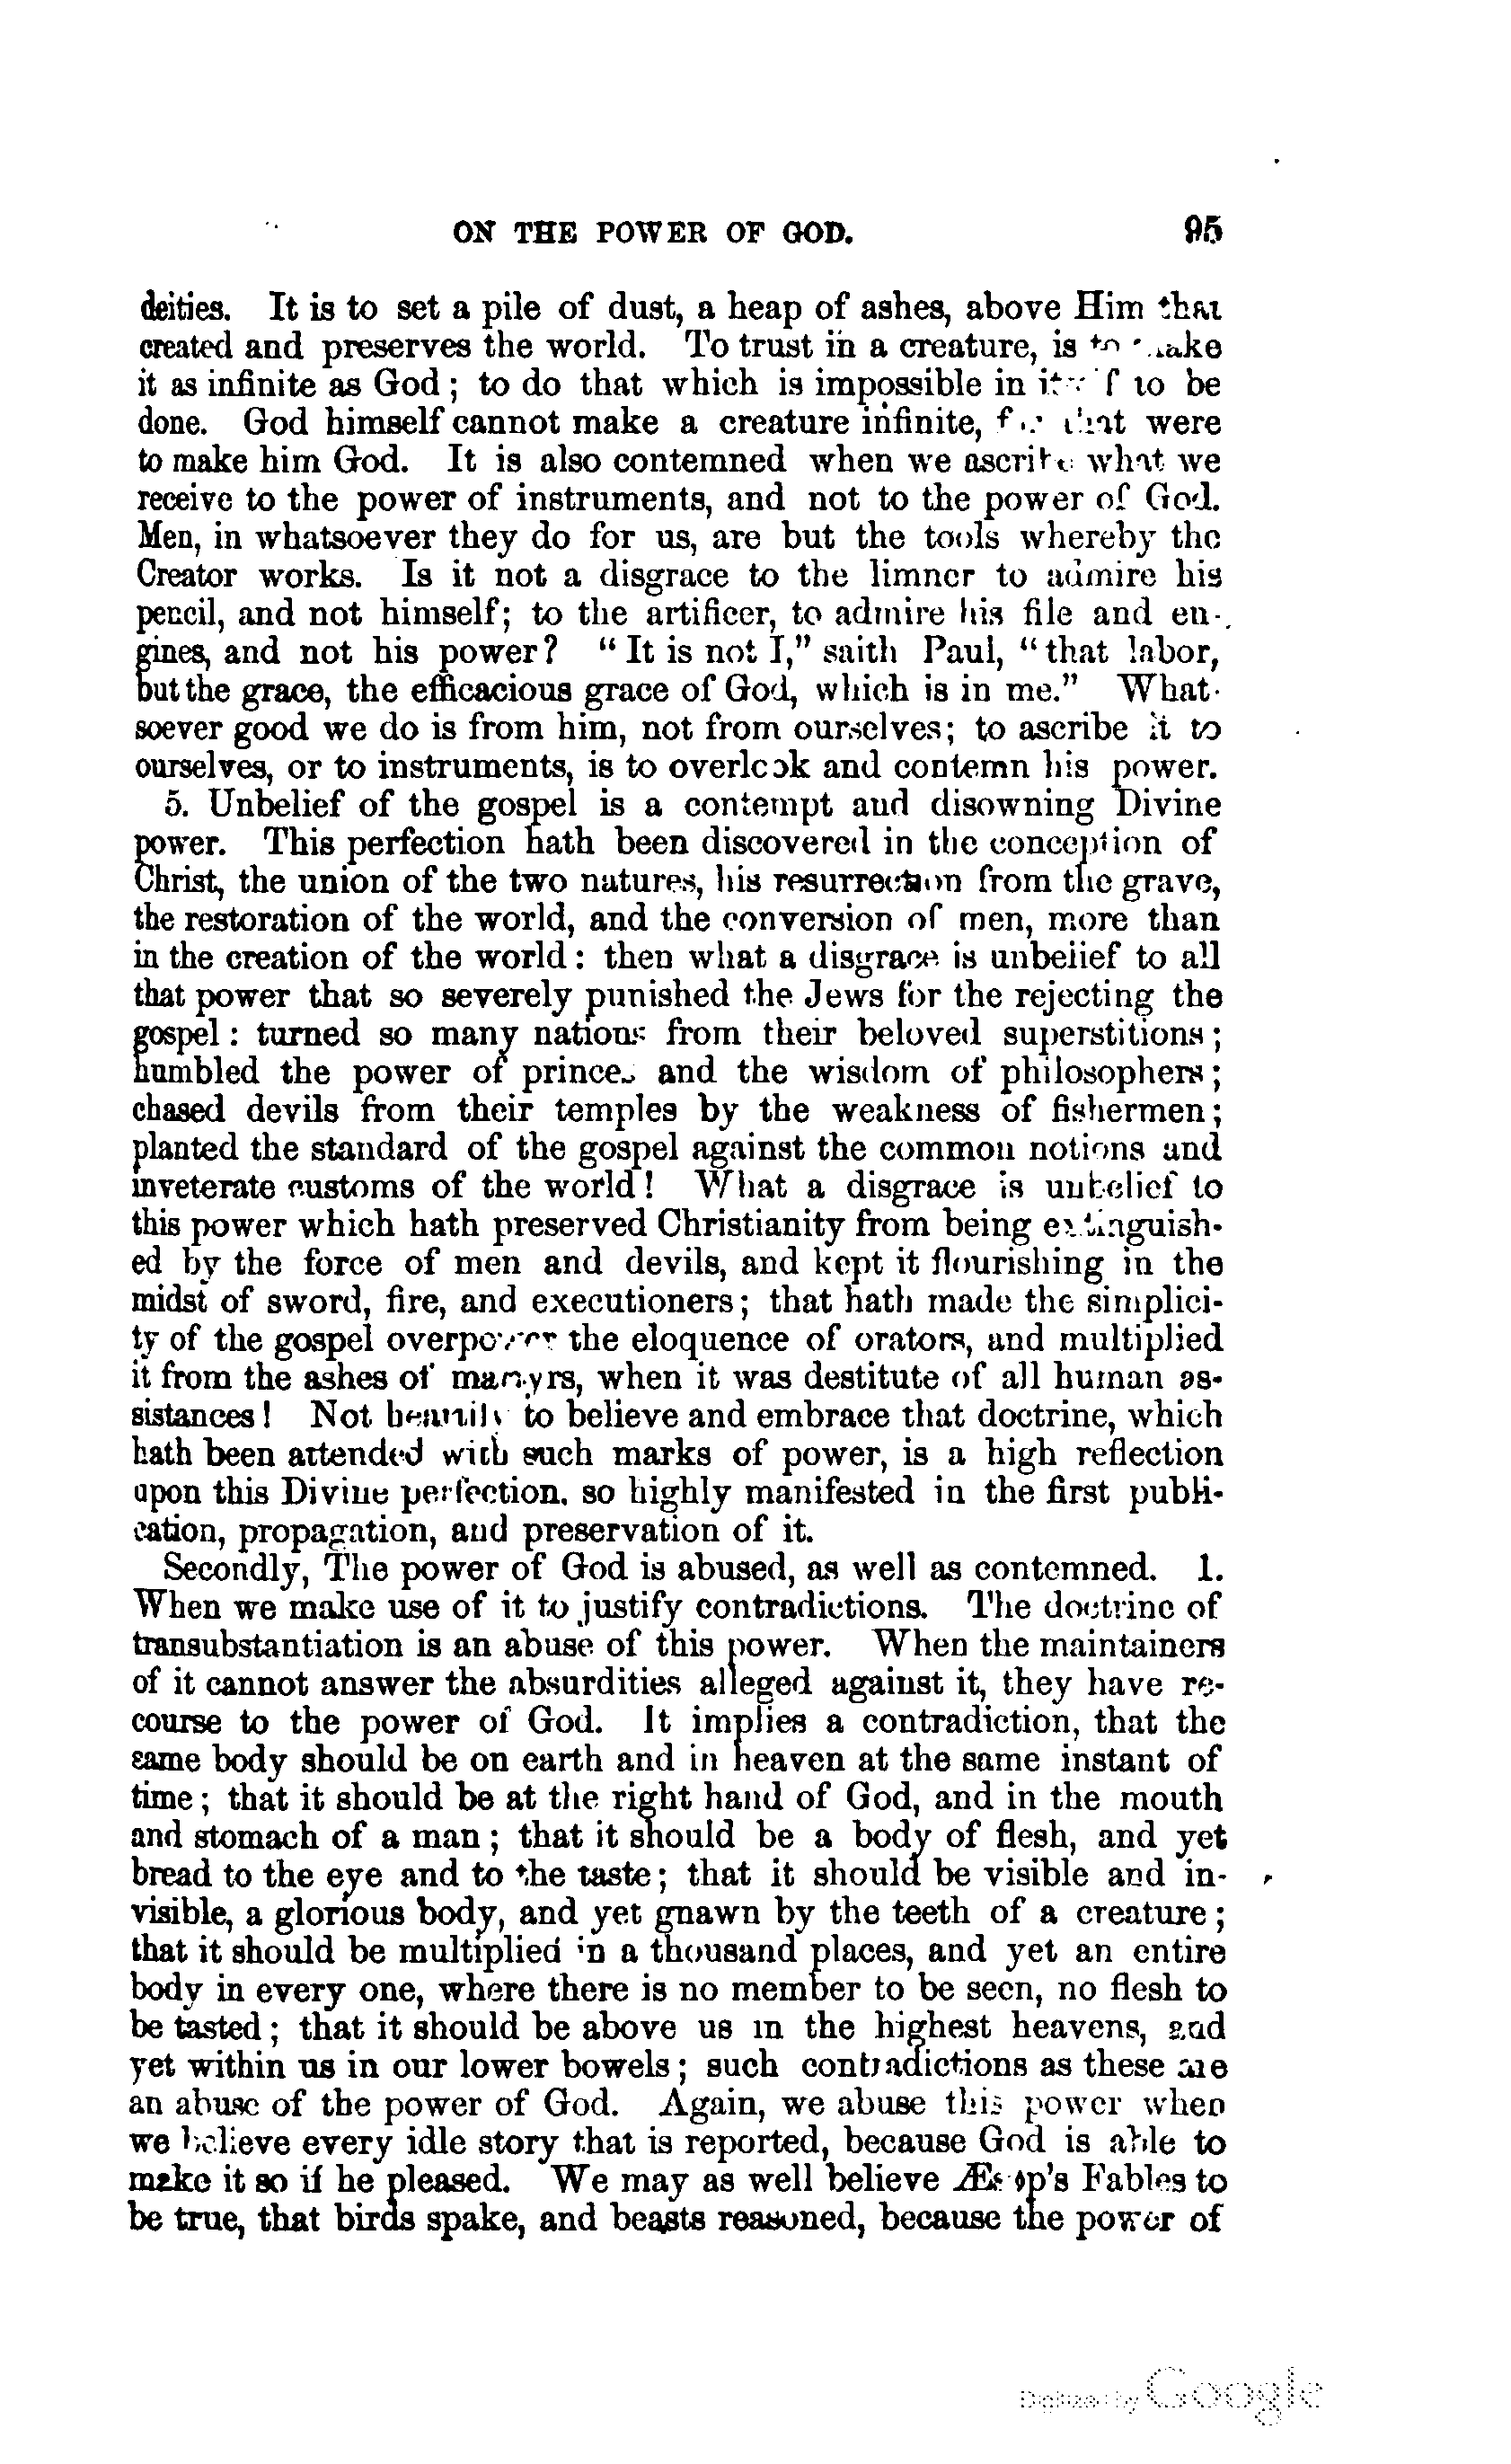 ON THE POWER OF GOD. 95
deities. It is to set a pile of dust, a heap of ashes, above Him that
created and preserves the world. To trust in a creature, is to make
it as infinite as God; to do that which is impossible in itself to be
done. God himself cannot make a creature infinite, for that were
to make him God. It is also contemned when we ascribe what we
receive to the power of instruments, and not to the power of God.
Men, in whatsoever they do for us, are but the tools whereby the
Creator works. Is it not a disgrace to the limner to admire his
pencil, and not himself; to the artificer, to admire his file and en-
gines, and not his power? "It is not I," saith Paul, "that labor,
but the grace, the efficacious grace of God, which is in me." What-
soever good we do is from him, not from ourselves; to ascribe it to
ourselves, or to instruments, is to overlook and contemn his power.
5. Unbelief of the gospel is a contempt and disowning Divine
power. This perfection hath been discovered in the conception of
Christ, the union of the two natures, his resurrection from the grave,
the restoration of the world, and the conversion of men, more than
in the creation of the world: then what a disgrace is unbelief to all
that power that so severely punished the Jews for the rejecting the
gospel: turned so many nations from their beloved superstitions;
humbled the power of princes and the wisdom of philosophers;
chased devils from their temples by the weakness of fishermen;
planted the standard of the gospel against the common notions and
inveterate customs of the world! What a disgrace is unbelief to
this power which hath preserved Christianity from being extinguish-
ed by the force of men and devils, and kept it flourishing in the
midst of sword, fire, and executioners; that hath made the simplici-
ty of the gospel overpower the eloquence of orators, and multiplied
it from the ashes of martyrs, when it was destitute of all human as-
sistances! Not heartily to believe and embrace that doctrine, which
hath been attended with such marks of power, is a high reflection
upon this Divine perfection, so highly manifested in the first publi-
cation, propagation, and preservation of it.
Secondly, The power of God is abused, as well as contemned. 1.
When we make use of it to justify contradictions. The doctrine of
transubstantiation is an abuse of this power. When the maintainers
of it cannot answer the absurdities alleged against it, they have re-
course to the power of God. It implies a contradiction, that the
same body should be on earth and in heaven at the same instant of
time; that it should be at the right hand of God, and in the mouth
and stomach of a man; that it should be a body of flesh, and yet
bread to the eye and to the taste; that it should be visible and in-
visible, a glorious body, and yet gnawn by the teeth of a creature;
that it should be multiplied in a thousand places, and yet an entire
body in every one, where there is no member to be seen, no flesh to
be tasted; that it should be above us in the highest heavens, and
yet within us in our lower bowels; such contradictions as these are
an abuse of the power of God. Again, we abuse this power when
we believe every idle story that is reported, because God is able to
make it so if he pleased. We may as well believe Æsop's Fables to
be true, that birds spake, and beasts reasoned, because the power of
Digitized by Google